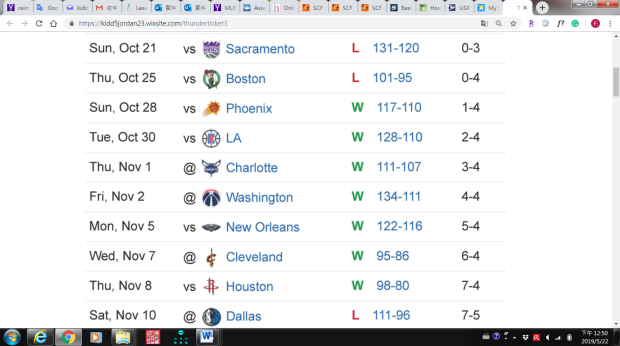 https://kidd5jordan23.wixsite.com/thunderticket3
Sun, Oct 21 vs Sacramento L 131-120 0-3
Thu, Oct 25 vs Boston L 101-95 0-4
Sun, Oct 28 vs Phoenix W 117-110 1-4
Tue, Oct 30 vs LA W 128-110 2-4
Thu, Nov 1 @ Charlotte W 111-107 3-4
Fri, Nov 2 @ Washington W 134-111 4-4
Mon, Nov 5 vs New Orleans W 122-116 5-4
Wed, Nov 7 @ Cleveland W 95-86 6-4
Thu, Nov 8 vs Houston W 98-80 7-4
Sat, Nov 10 @ Dallas L 111-96 7-5
下午 12:50
2019/5/22